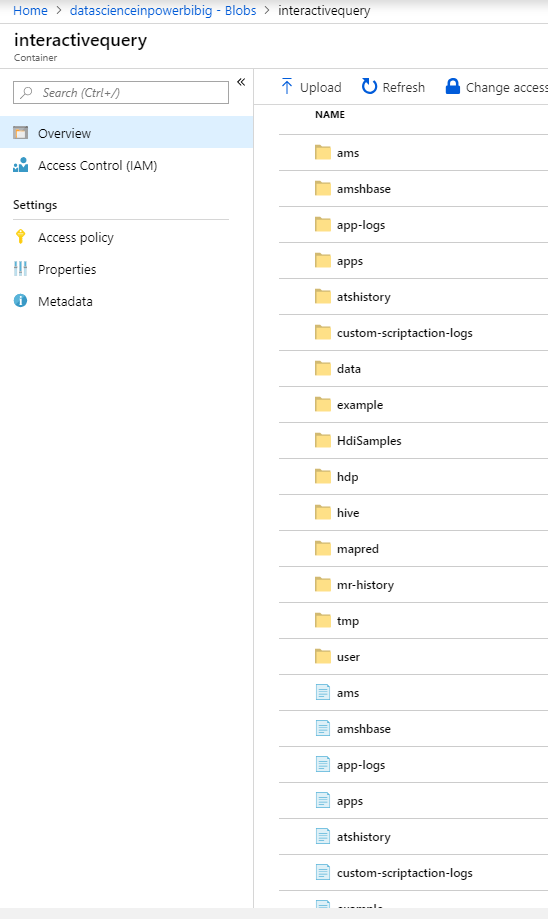 Home > datascienceinpowerbibig - Blobs > interactivequery
interactivequery
Container
Search (Ctrl+/)
Overview
Access Control (IAM)
Settings
Access policy
Properties
Metadata
Upload Refresh Change access
NAME
ams
amshbase
app-logs
apps
atshistory
custom-scriptaction-logs
data
example
HdiSamples
hdp
hive
mapred
mr-history
tmp
user
ams
amshbase
app-logs
apps
atshistory
custom-scriptaction-logs